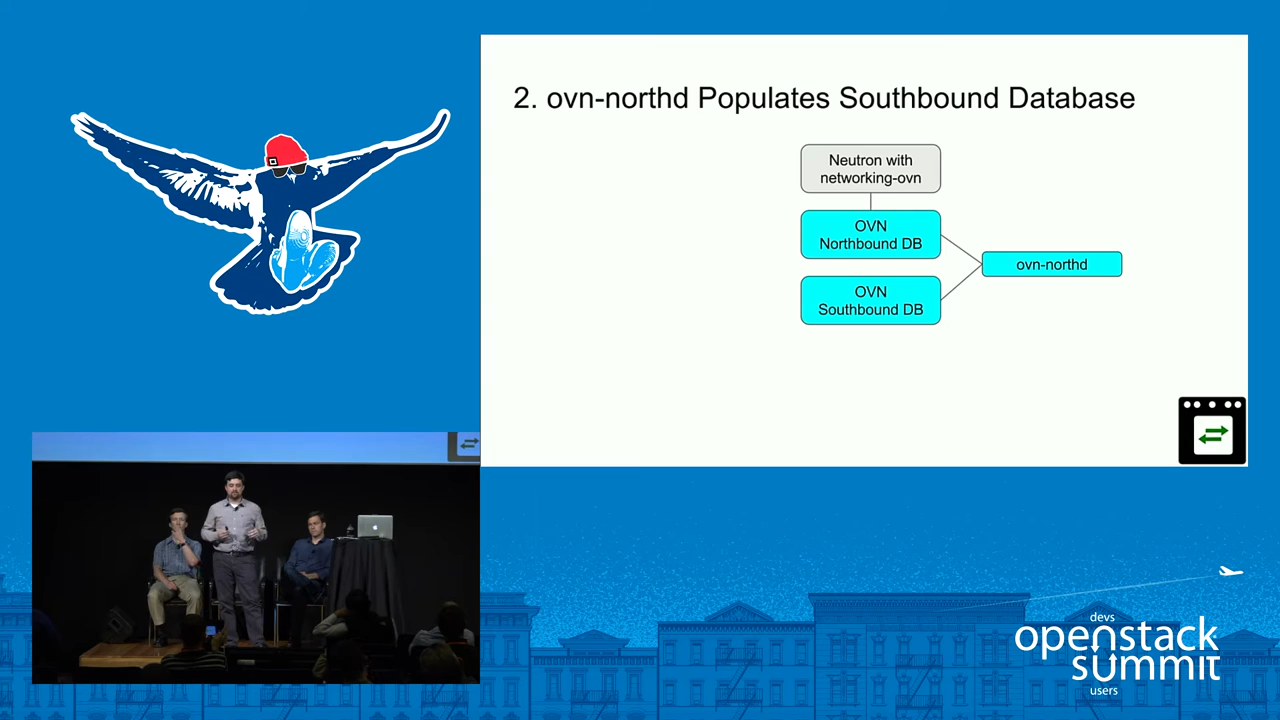 2. ovn-northd Populates Southbound Database
Neutron with
networking-ovn
OVN
Northbound DB
ovn-northd
OVN
Southbound DB
devs
openstack
summit
users